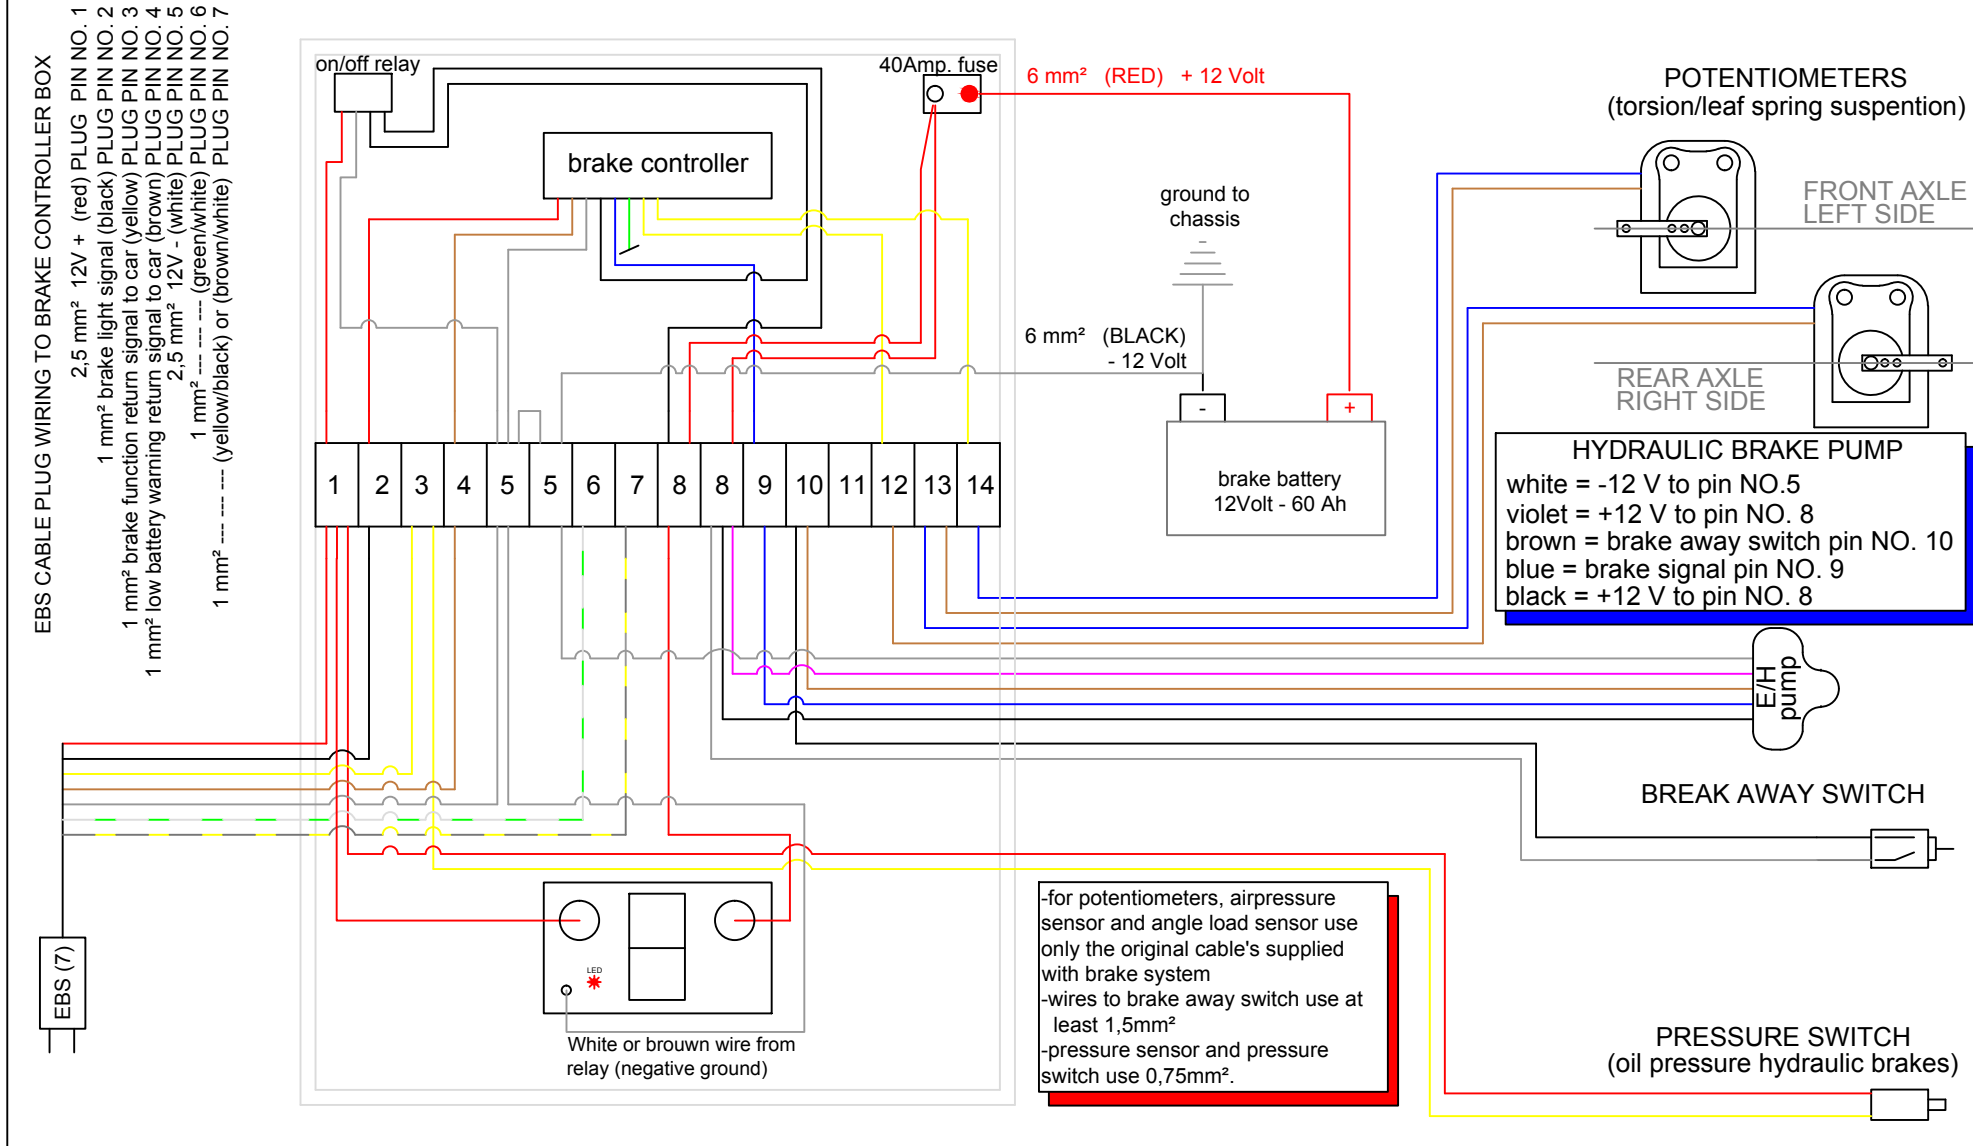 EBS CABLE PLUG WIRING TO BRAKE CONTROLLER BOX
2,5 mm² 12V + (red) PLUG PIN NO. 1
1 mm² brake light signal (black) PLUG PIN NO. 2
1 mm² brake function return signal to car (yellow) PLUG PIN NO. 3
1 mm² low battery warning return signal to car (brown) PLUG PIN NO. 4
2,5 mm² 12V - (white) PLUG PIN NO. 5
1 mm² ---- ---- --- (green/white) PLUG PIN NO. 6
1 mm² ---- ---- --- (yellow/black) or (brown/white) PLUG PIN NO. 7
on/off relay
40Amp. fuse
6 mm² (RED) + 12 Volt
brake controller
ground to
chassis
6 mm² (BLACK)
- 12 Volt
- +
brake battery
12Volt - 60 Ah
POTENTIOMETERS
(torsion/leaf spring suspention)
FRONT AXLE
LEFT SIDE
REAR AXLE
RIGHT SIDE
1 2 3 4 5 5 6 7 8 8 9 10 11 12 13 14
HYDRAULIC BRAKE PUMP
white = -12 V to pin NO.5
violet = +12 V to pin NO. 8
brown = brake away switch pin NO. 10
blue = brake signal pin NO. 9
black = +12 V to pin NO. 8
E/H
pump
BREAK AWAY SWITCH
EBS (7)
LED
White or brouwn wire from
relay (negative ground)
-for potentiometers, airpressure
sensor and angle load sensor use
only the original cable's supplied
with brake system
-wires to brake away switch use at
least 1,5mm²
-pressure sensor and pressure
switch use 0,75mm².
PRESSURE SWITCH
(oil pressure hydraulic brakes)